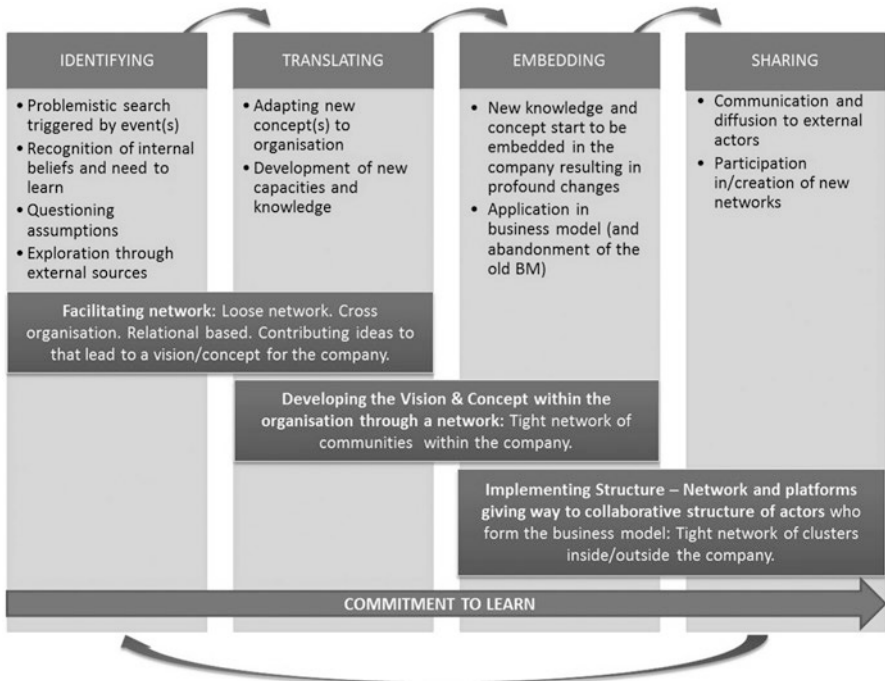 IDENTIFYING
• Problemistic search
triggered by event(s)
• Recognition of internal
beliefs and need to
learn
• Questioning
assumptions
• Exploration through
external sources
TRANSLATING
• Adapting new
concept(s) to
organisation
• Development of new
capacities and
knowledge
EMBEDDING
• New knowledge and
concept start to be
embedded in the
company resulting in
profound changes
• Application in
business model (and
abandonment of the
old BM)
SHARING
• Communication and
diffusion to external
actors
• Participation
in/creation of new
networks
Facilitating network: Loose network. Cross
organisation. Relational based. Contributing ideas to
that lead to a vision/concept for the company.
Developing the Vision & Concept within the
organisation through a network: Tight network of
communities within the company.
Implementing Structure – Network and platforms
giving way to collaborative structure of actors who
form the business model: Tight network of clusters
inside/outside the company.
COMMITMENT TO LEARN